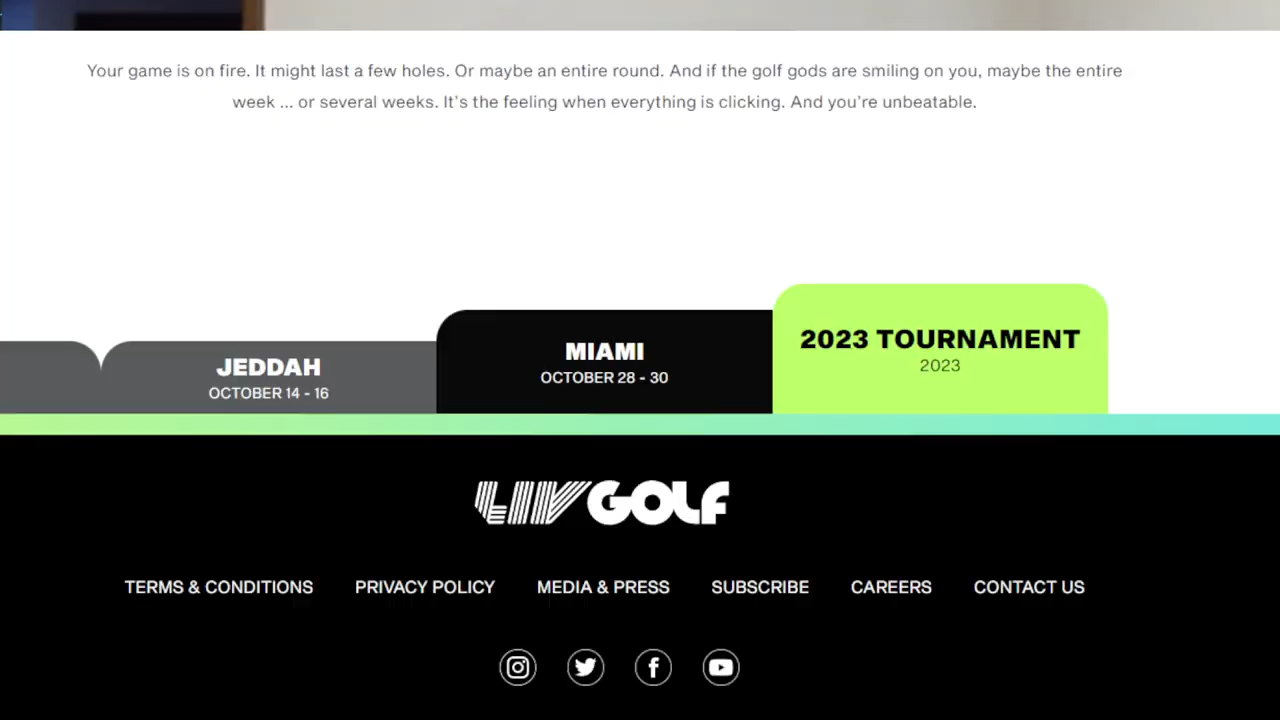 Your game is on fire. It might last a few holes. Or maybe an entire round. And if the golf gods are smiling on you, maybe the entire
week ... or several weeks. It's the feeling when everything is clicking. And you're unbeatable.
JEDDAH
OCTOBER 14 - 16
MIAMI
OCTOBER 28 - 30
2023 TOURNAMENT
2023
LIV GOLF
TERMS & CONDITIONS PRIVACY POLICY MEDIA & PRESS SUBSCRIBE CAREERS CONTACT US